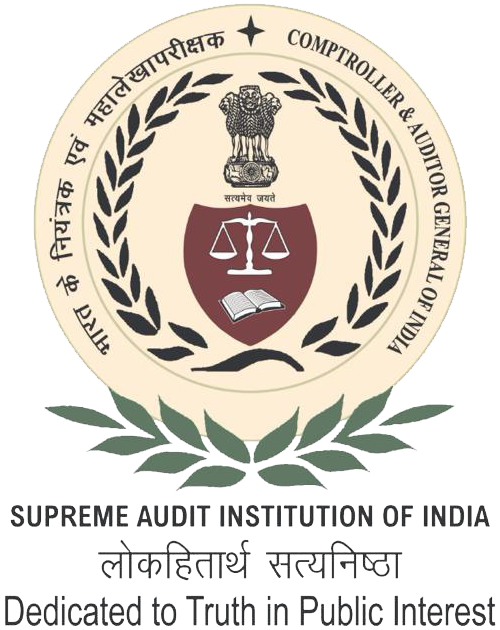 भारत के नियंत्रक एवं महालेखापरीक्षक
COMPTROLLER & AUDITOR GENERAL OF INDIA
सत्यमेव जयते
SUPREME AUDIT INSTITUTION OF INDIA
लोकहितार्थ सत्यनिष्ठा
Dedicated to Truth in Public Interest